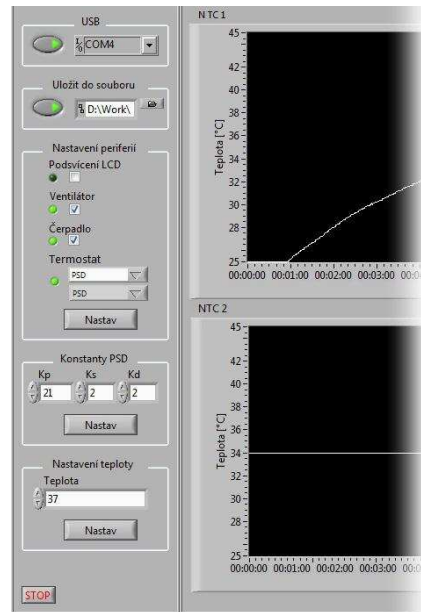 USB
COM4
Uložit do souboru
D:\Work\
Nastavení periferií
Podsvícení LCD
Ventilátor
Čerpadlo
Termostat
PSD
PSD
Nastav
Konstanty PSD
Kp Ks Kd
21 2 2
Nastav
Nastavení teploty
Teplota
37
Nastav
STOP
NTC1
Teplota [°C]
45
42
40
38
36
34
32
30
28
25
00:00:00 00:01:00 00:02:00 00:03:00
NTC 2
Teplota [°C]
45
42
40
38
36
34
32
30
28
25
00:00:00 00:01:00 00:02:00 00:03:00